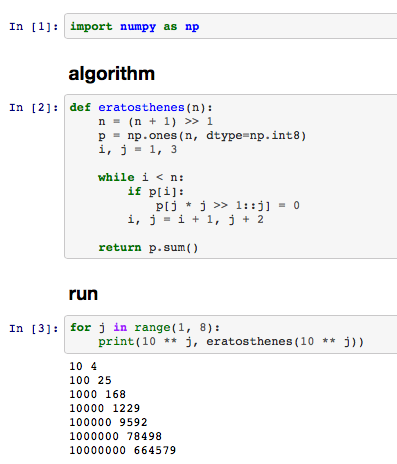 In [1]: import numpy as np
algorithm
In [2]: def eratosthenes(n):
    n = (n + 1) >> 1
    p = np.ones(n, dtype=np.int8)
    i, j = 1, 3

    while i < n:
        if p[i]:
            p[j * j >> 1::j] = 0
        i, j = i + 1, j + 2

    return p.sum()
run
In [3]: for j in range(1, 8):
    print(10 ** j, eratosthenes(10 ** j))
10 4
100 25
1000 168
10000 1229
100000 9592
1000000 78498
10000000 664579